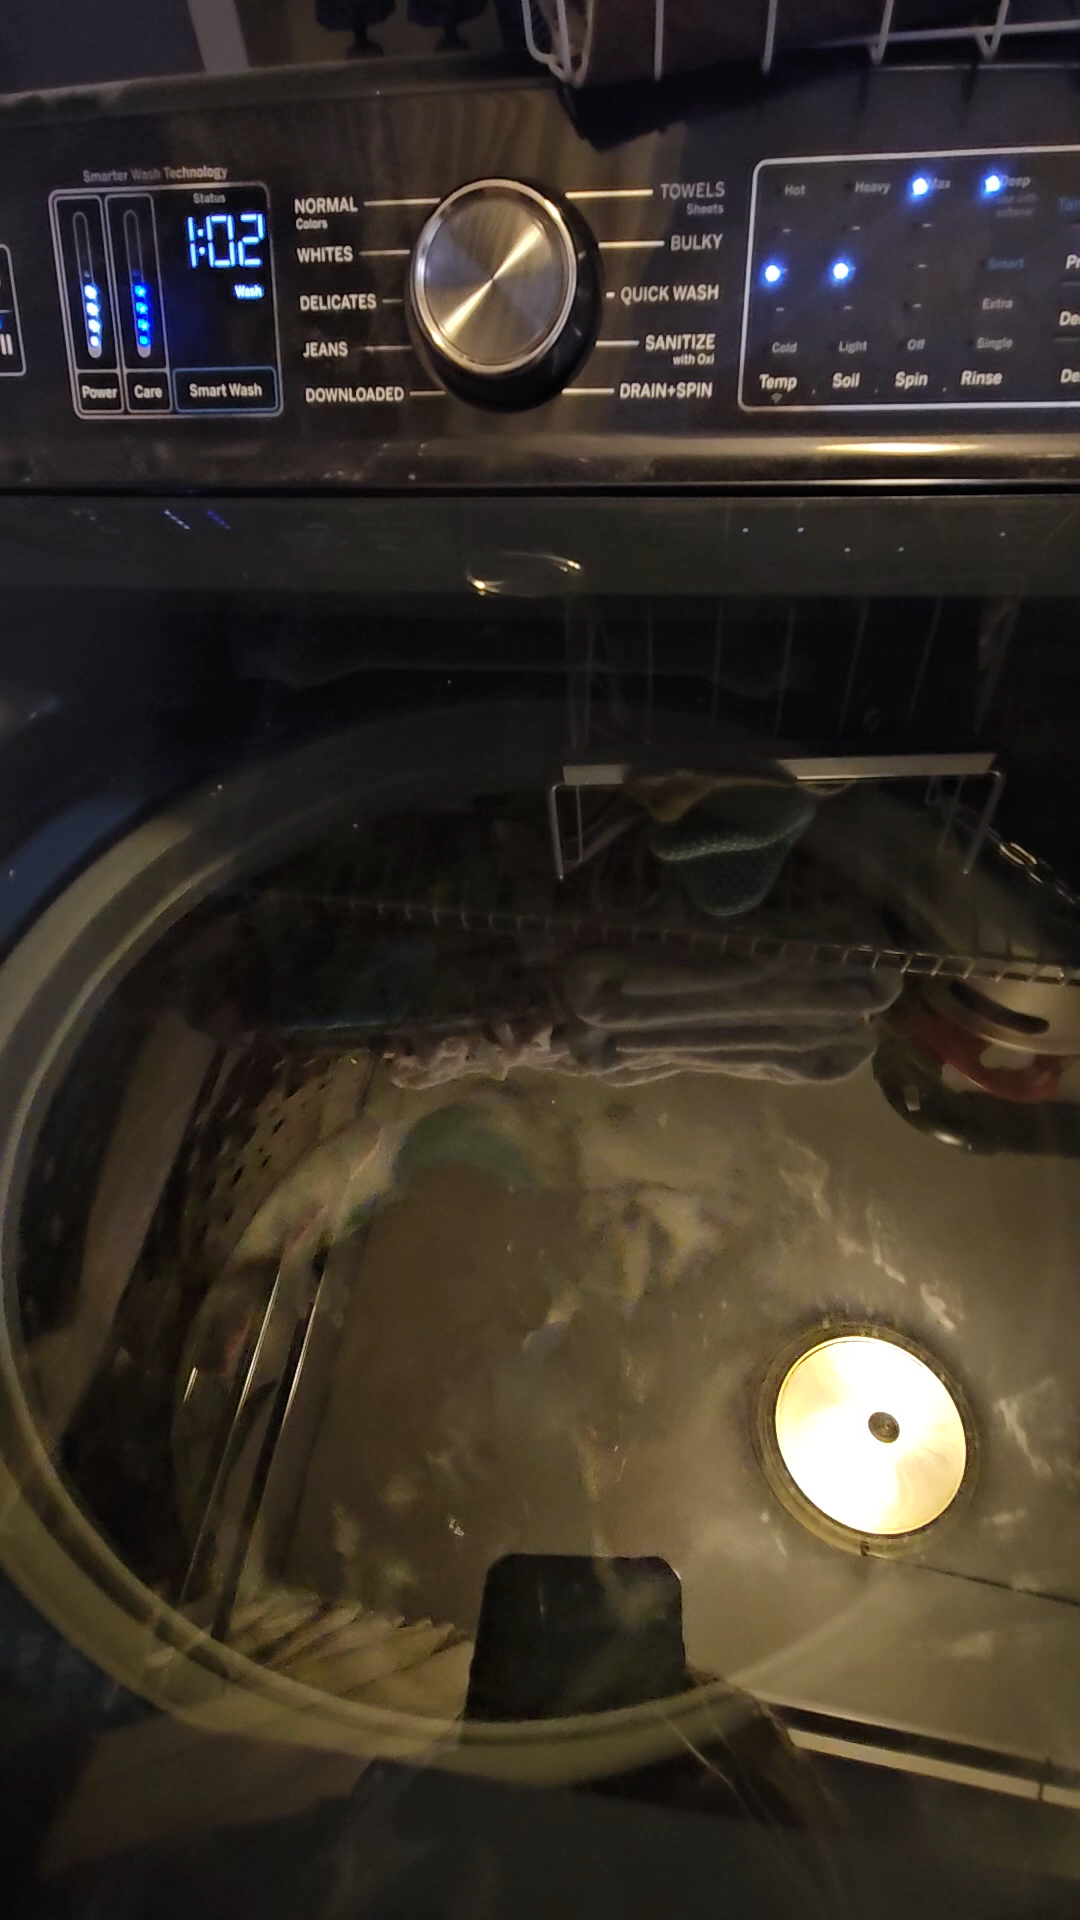 Smarter Wash Technology
Status
1:02
Wash
Power
Care
Smart Wash
NORMAL
Colors
WHITES
DELICATES
JEANS
DOWNLOADED
TOWELS
Sheets
BULKY
QUICK WASH
SANITIZE
with Oxi
DRAIN+SPIN
Hot
Heavy
Max
Deep
Smart
Extra
Cold
Light
Off
Single
Temp
Soil
Spin
Rinse